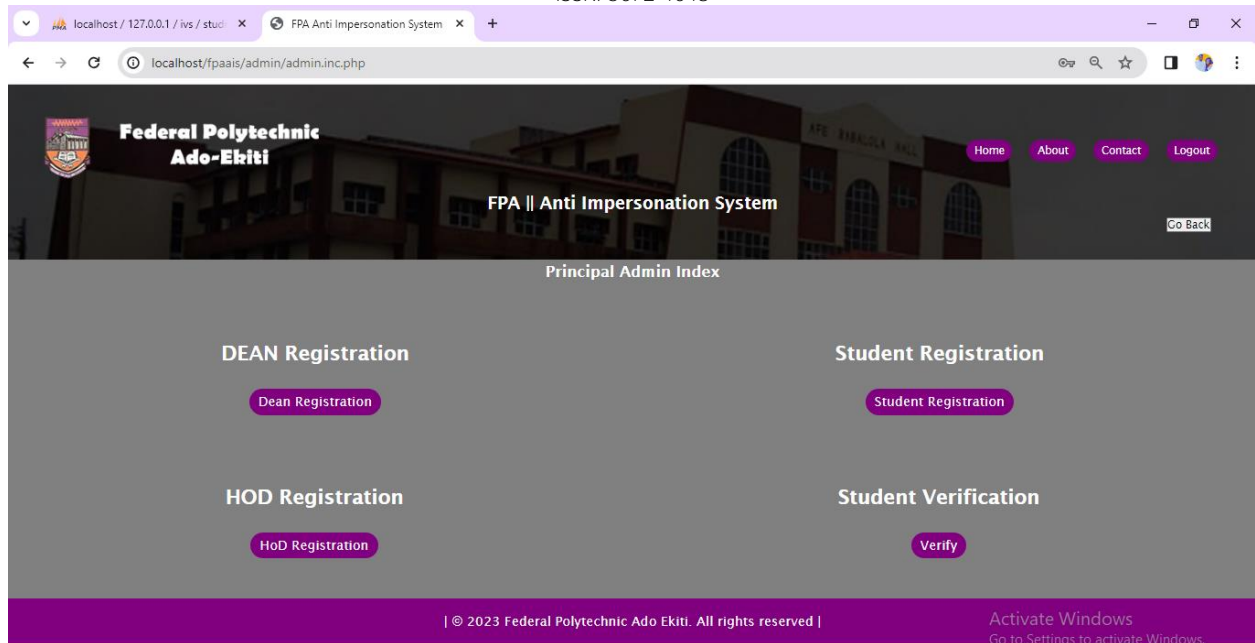 localhost / 127.0.0.1 / ivs / stud
FPA Anti Impersonation System
localhost/fpaais/admin/admin.inc.php
Federal Polytechnic
Ado-Ekiti
Home About Contact Logout
FPA || Anti Impersonation System
Go Back
Principal Admin Index
DEAN Registration
Dean Registration
Student Registration
Student Registration
HOD Registration
HoD Registration
Student Verification
Verify
| © 2023 Federal Polytechnic Ado Ekiti. All rights reserved |
Activate Windows
Go to Settings to activate Windows.